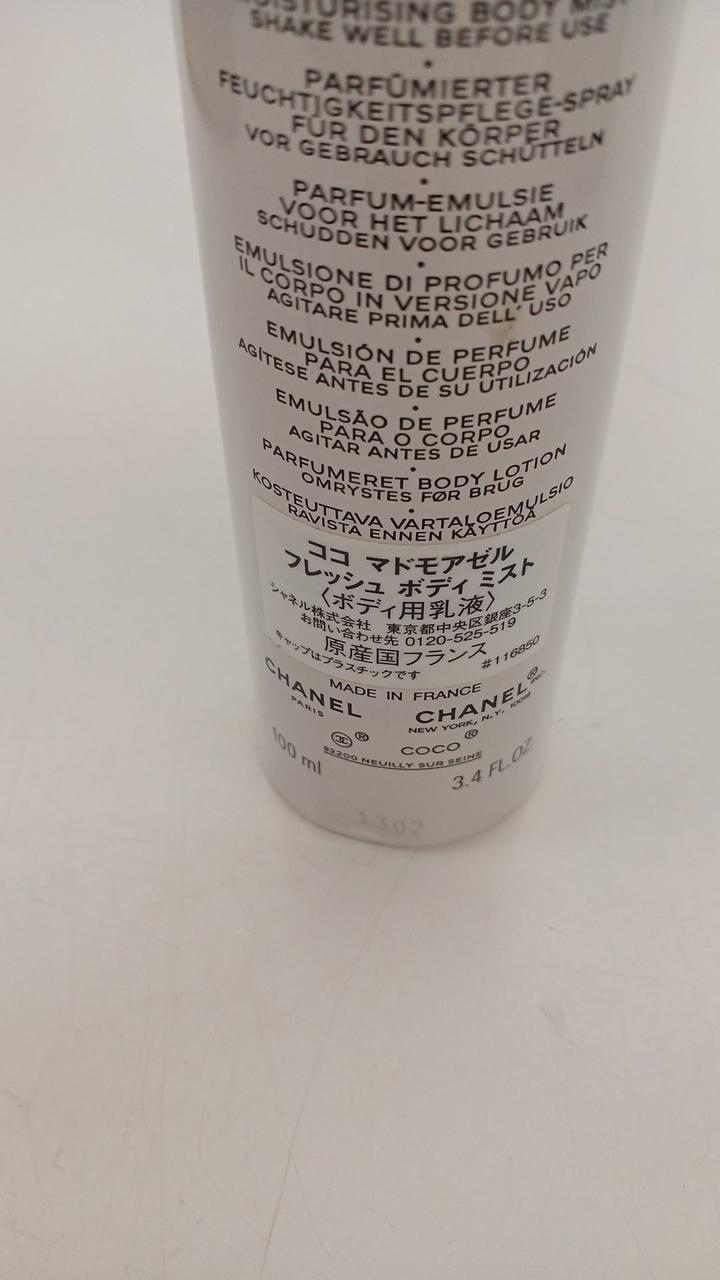 MOISTURISING BODY MIST
SHAKE WELL BEFORE USE
•
PARFÜMIERTER
FEUCHTIGKEITSPFLEGE-SPRAY
FÜR DEN KÖRPER
VOR GEBRAUCH SCHÜTTELN
•
PARFUM-EMULSIE
VOOR HET LICHAAM
SCHUDDEN VOOR GEBRUIK
•
EMULSIONE DI PROFUMO PER
IL CORPO IN VERSIONE VAPO
AGITARE PRIMA DELL' USO
•
EMULSIÓN DE PERFUME
PARA EL CUERPO
AGÍTESE ANTES DE SU UTILIZACIÓN
•
EMULSÃO DE PERFUME
PARA O CORPO
AGITAR ANTES DE USAR
•
PARFUMERET BODY LOTION
OMRYSTES FØR BRUG
•
KOSTEUTTAVA VARTALOEMULSIO
RAVISTA ENNEN KÄYTTÖÄ
ココ マドモアゼル
フレッシュ ボディ ミスト
〈ボディ用乳液〉
シャネル株式会社 東京都中央区銀座3-5-3
お問い合わせ先 0120-525-519
原産国フランス
キャップはプラスチックです #116850
MADE IN FRANCE
CHANEL CHANEL® INC.
PARIS NEW YORK, N.Y. 10019
® COCO®
92200 NEUILLY SUR SEINE
100 ml 3.4 FL.OZ.
1302